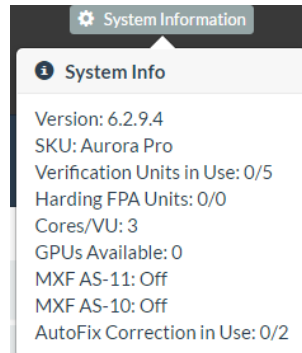 System Information
System Info
Version: 6.2.9.4
SKU: Aurora Pro
Verification Units in Use: 0/5
Harding FPA Units: 0/0
Cores/VU: 3
GPUs Available: 0
MXF AS-11: Off
MXF AS-10: Off
AutoFix Correction in Use: 0/2